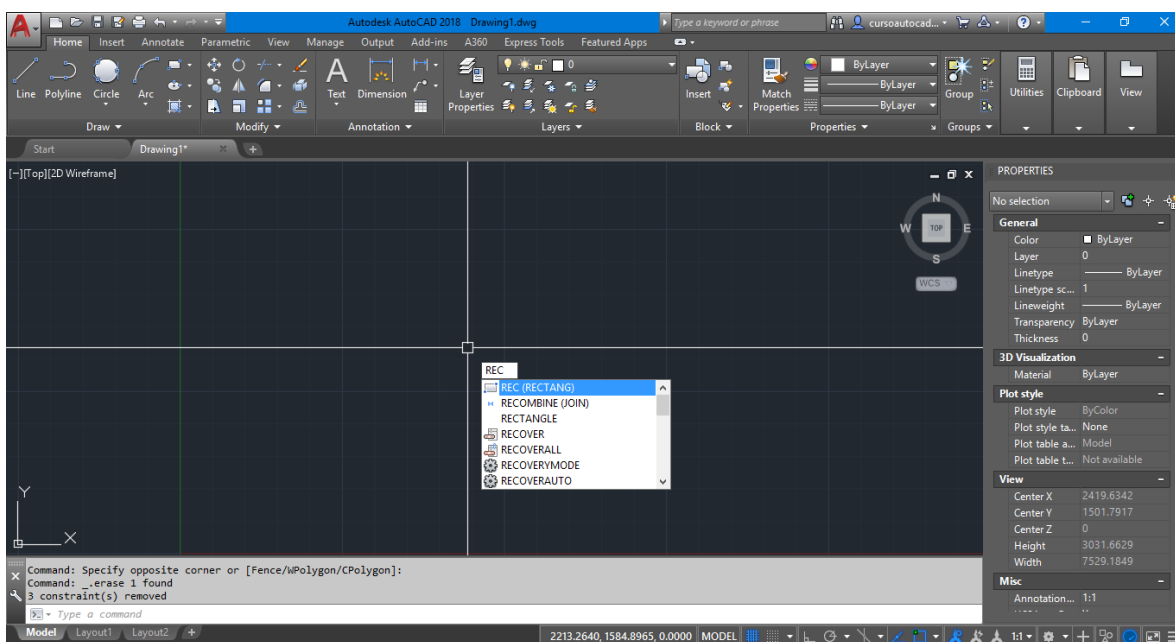 Autodesk AutoCAD 2018 Drawing1.dwg
Type a keyword or phrase
cursoautocad...
Home Insert Annotate Parametric View Manage Output Add-ins A360 Express Tools Featured Apps
Line Polyline Circle Arc
Text Dimension
Layer Properties
0
Insert
Match Properties
ByLayer
ByLayer
ByLayer
Group
Utilities Clipboard View
Draw Modify Annotation Layers Block Properties Groups
Start Drawing1* +
[−][Top][2D Wireframe]
N
W TOP E
S
WCS
REC
REC (RECTANG)
RECOMBINE (JOIN)
RECTANGLE
RECOVER
RECOVERALL
RECOVERYMODE
RECOVERAUTO
Y
X
PROPERTIES
No selection
General
Color ByLayer
Layer 0
Linetype ByLayer
Linetype sc... 1
Lineweight ByLayer
Transparency ByLayer
Thickness 0
3D Visualization
Material ByLayer
Plot style
Plot style ByColor
Plot style ta... None
Plot table a... Model
Plot table t... Not available
View
Center X 2419.6342
Center Y 1501.7917
Center Z 0
Height 3031.6629
Width 7529.1849
Misc
Annotation... 1:1
Command: Specify opposite corner or [Fence/WPolygon/CPolygon]:
Command: _.erase 1 found
3 constraint(s) removed
Type a command
Model Layout1 Layout2 +
2213.2640, 1584.8965, 0.0000 MODEL 1:1